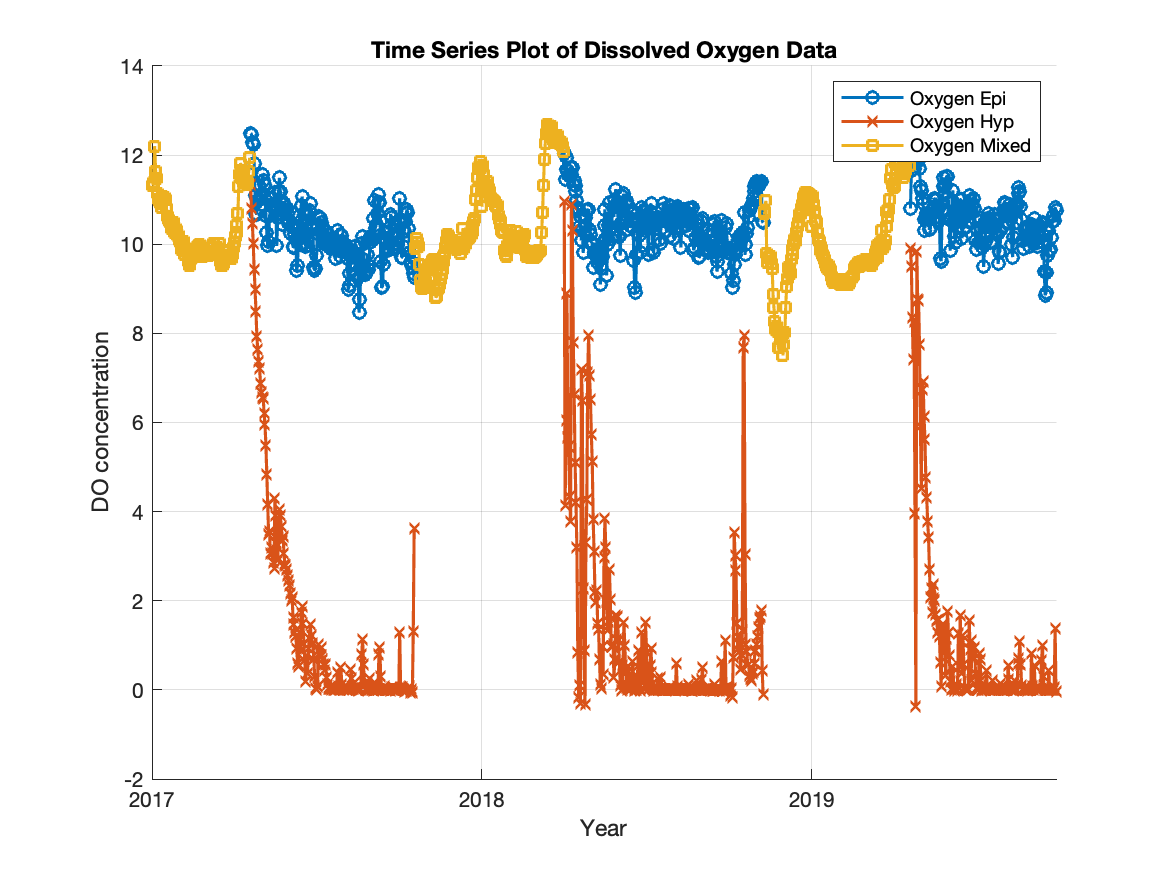 Time Series Plot of Dissolved Oxygen Data
14
12
10
8
6
4
2
0
-2
DO concentration
Oxygen Epi
Oxygen Hyp
Oxygen Mixed
2017
2018
2019
Year